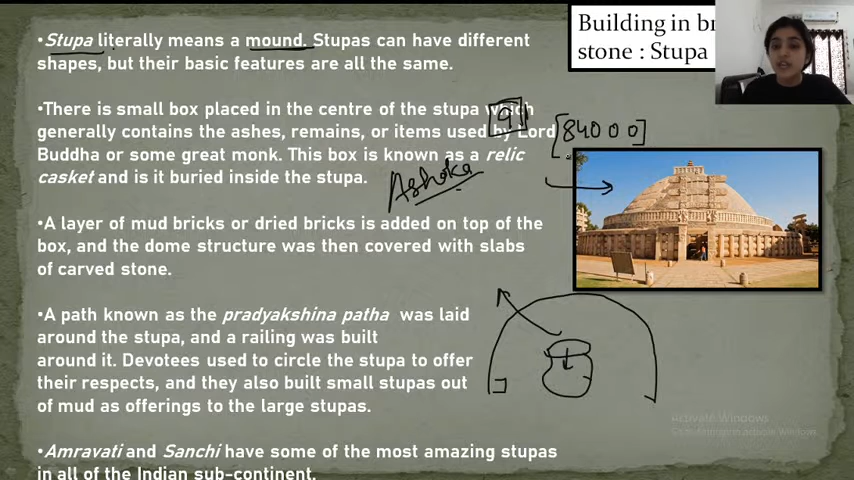 •Stupa literally means a mound. Stupas can have different
shapes, but their basic features are all the same.
Building in
stone : Stupa
•There is small box placed in the centre of the stupa which
generally contains the ashes, remains, or items used by Lord
Buddha or some great monk. This box is known as a relic
casket and is it buried inside the stupa.
9
[84000]
Ashoka
•A layer of mud bricks or dried bricks is added on top of the
box, and the dome structure was then covered with slabs
of carved stone.
•A path known as the pradyakshina patha was laid
around the stupa, and a railing was built
around it. Devotees used to circle the stupa to offer
their respects, and they also built small stupas out
of mud as offerings to the large stupas.
•Amravati and Sanchi have some of the most amazing stupas
in all of the Indian sub-continent.
Activate Windows